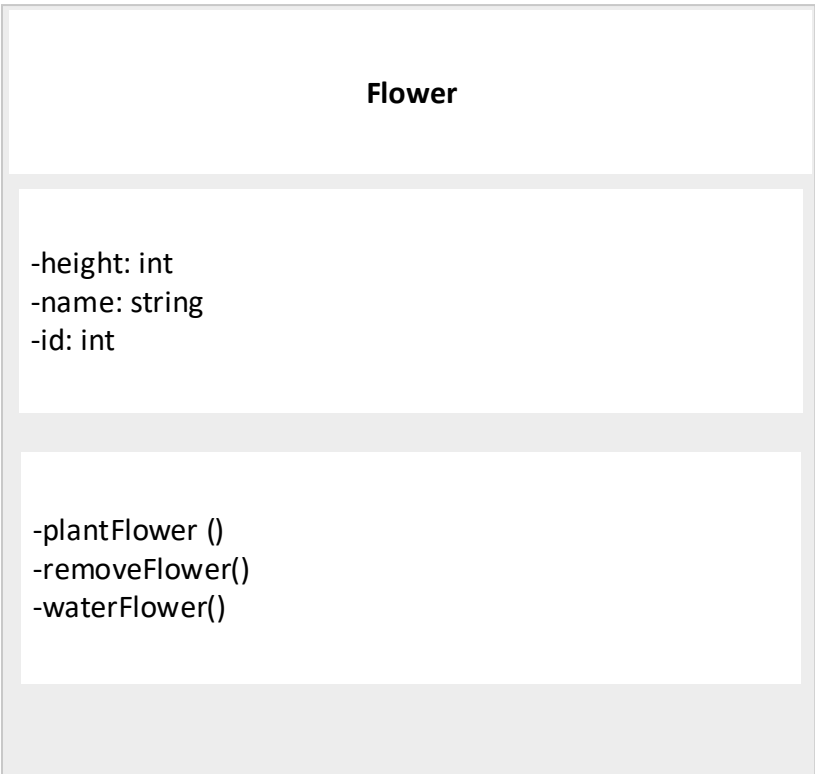 Flower
-height: int
-name: string
-id: int
-plantFlower ()
-removeFlower()
-waterFlower()